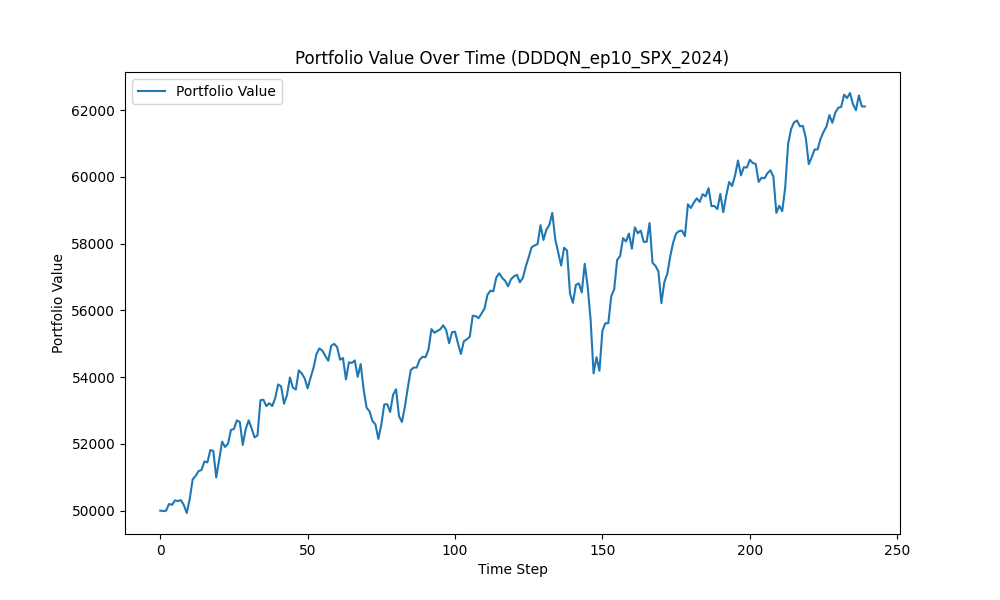 Portfolio Value Over Time (DDDQN_ep10_SPX_2024)
Portfolio Value
62000
60000
58000
56000
54000
52000
50000
Portfolio Value
0 50 100 150 200 250
Time Step